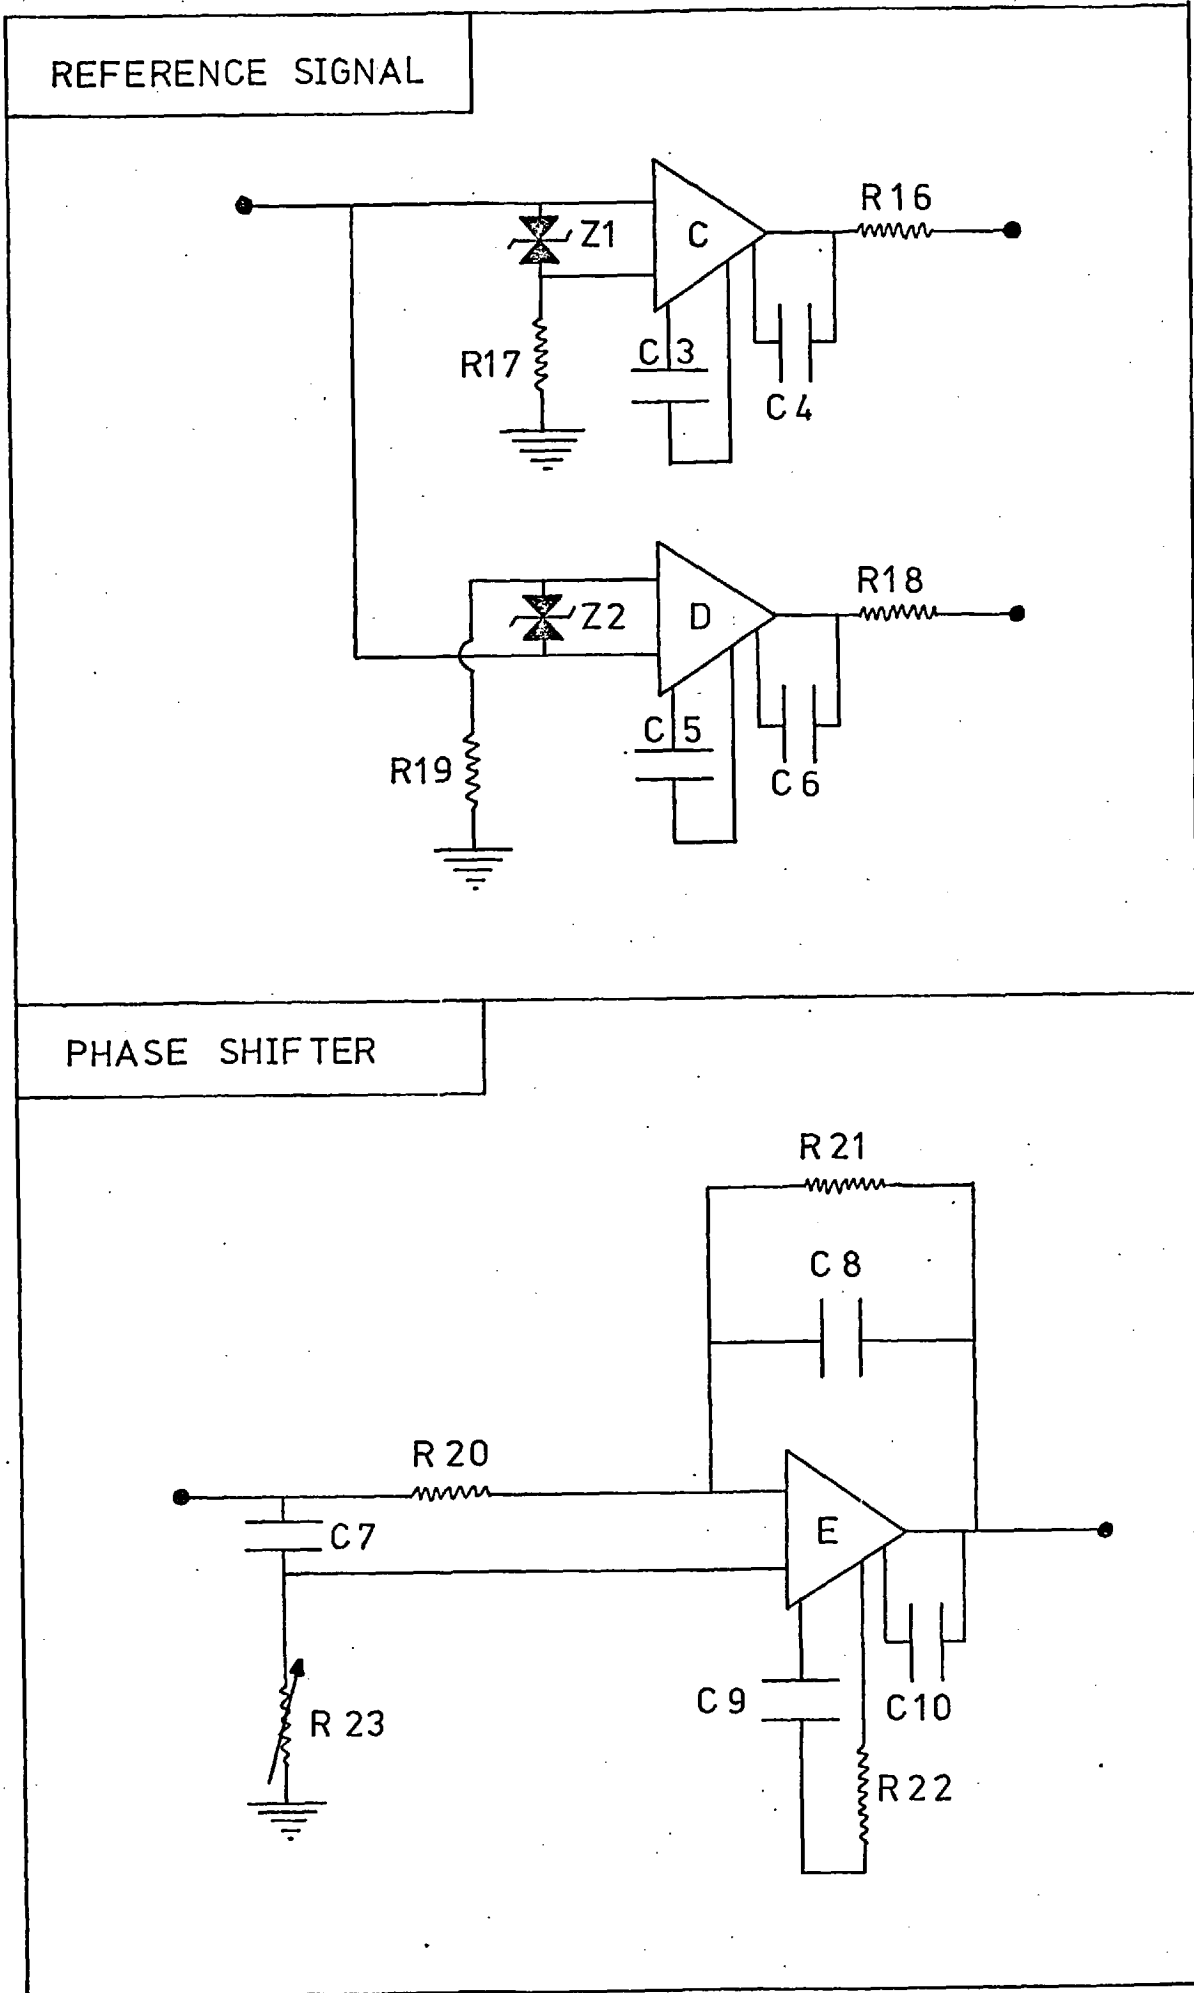 REFERENCE SIGNAL
R16
Z1
C
R17
C3
C4
R18
Z2
D
C5
R19
C6
PHASE SHIFTER
R21
C8
R20
E
C7
C9
C10
R23
R22